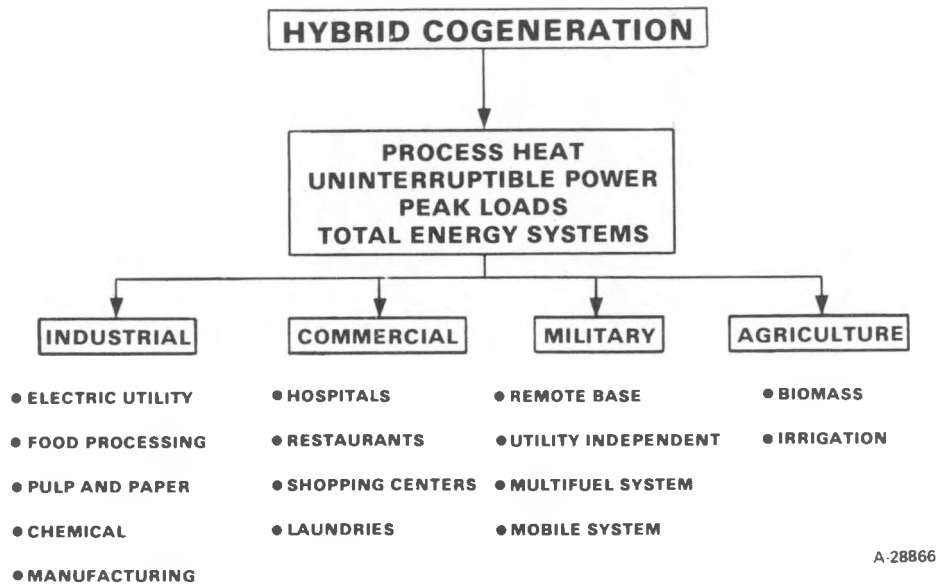 HYBRID COGENERATION
PROCESS HEAT
UNINTERRUPTIBLE POWER
PEAK LOADS
TOTAL ENERGY SYSTEMS
INDUSTRIAL
● ELECTRIC UTILITY
● FOOD PROCESSING
● PULP AND PAPER
● CHEMICAL
● MANUFACTURING
COMMERCIAL
● HOSPITALS
● RESTAURANTS
● SHOPPING CENTERS
● LAUNDRIES
MILITARY
● REMOTE BASE
● UTILITY INDEPENDENT
● MULTIFUEL SYSTEM
● MOBILE SYSTEM
AGRICULTURE
● BIOMASS
● IRRIGATION
A-28866